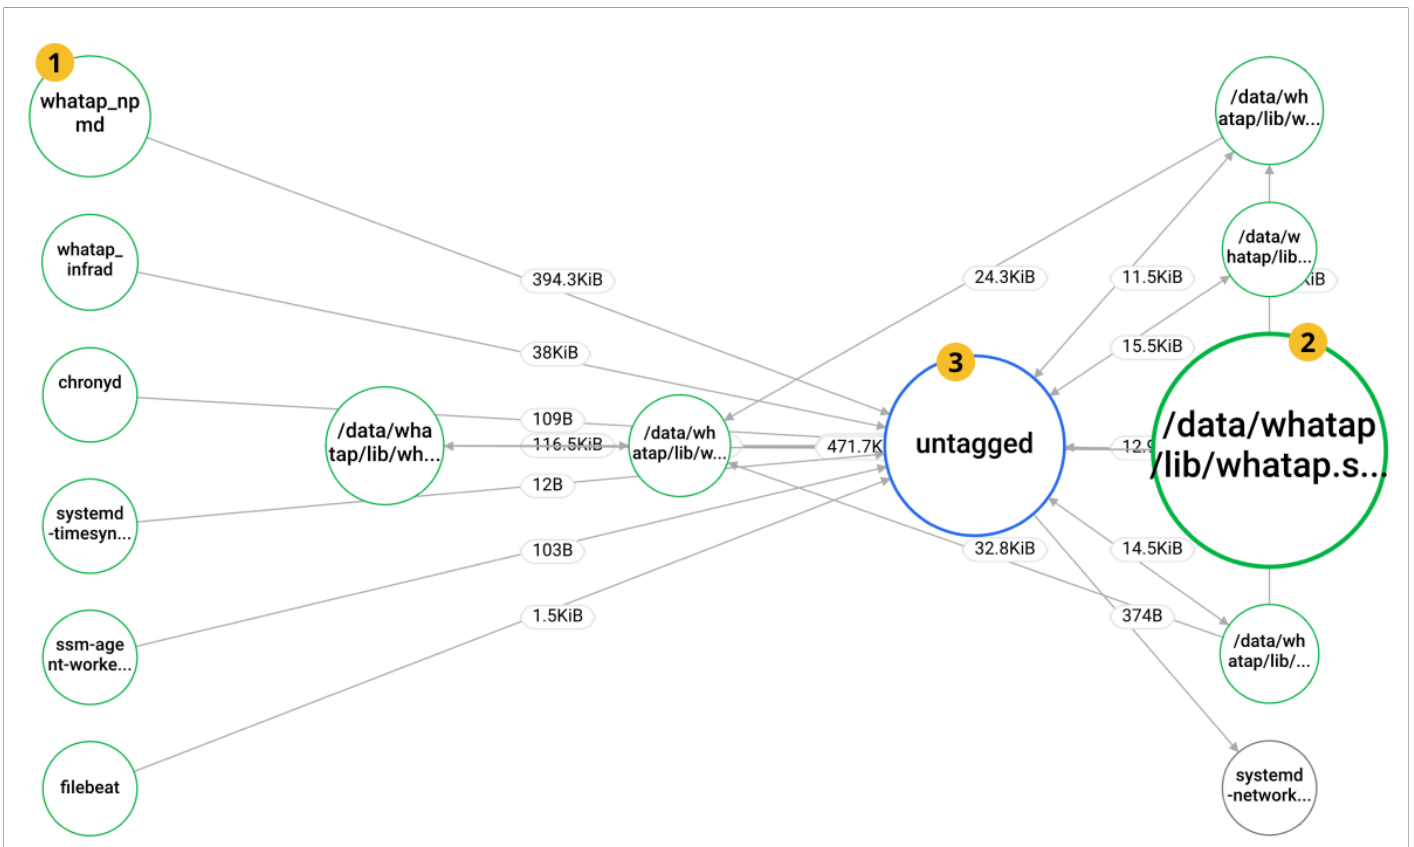 1
whatap_np
md
/data/wh
atap/lib/w...
whatap_
infrad
/data/w
hatap/lib...
394.3KiB
24.3KiB
11.5KiB
KiB
38KiB
15.5KiB
2
3
chronyd
109B
/data/wha
tap/lib/wh...
116.5KiB
/data/wh
atap/lib/w...
471.7K
untagged
12.9
/data/whatap
/lib/whatap.s...
12B
systemd
-timesyn...
103B
32.8KiB
14.5KiB
1.5KiB
374B
ssm-age
nt-worke...
/data/wh
atap/lib/...
filebeat
systemd
-network...